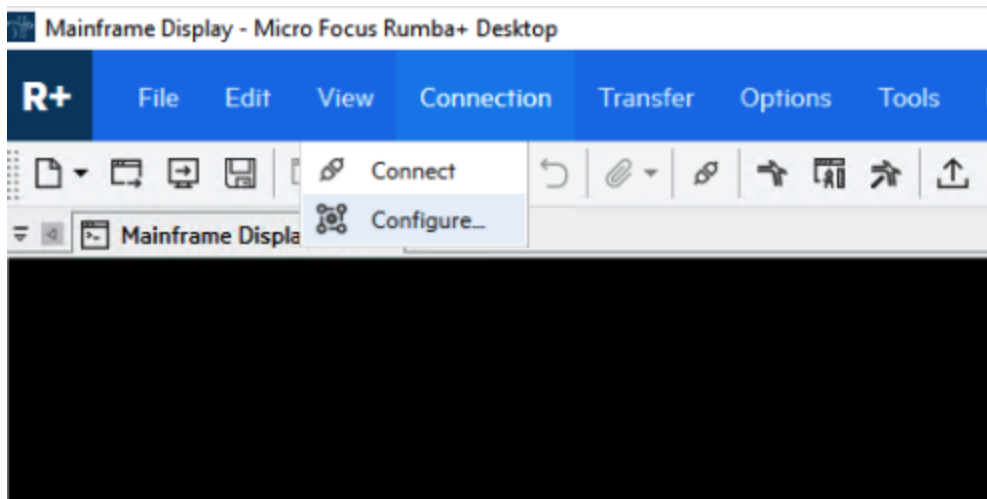 Mainframe Display - Micro Focus Rumba+ Desktop
R+ File Edit View Connection Transfer Options Tools
Connect
Configure...
Mainframe Displa